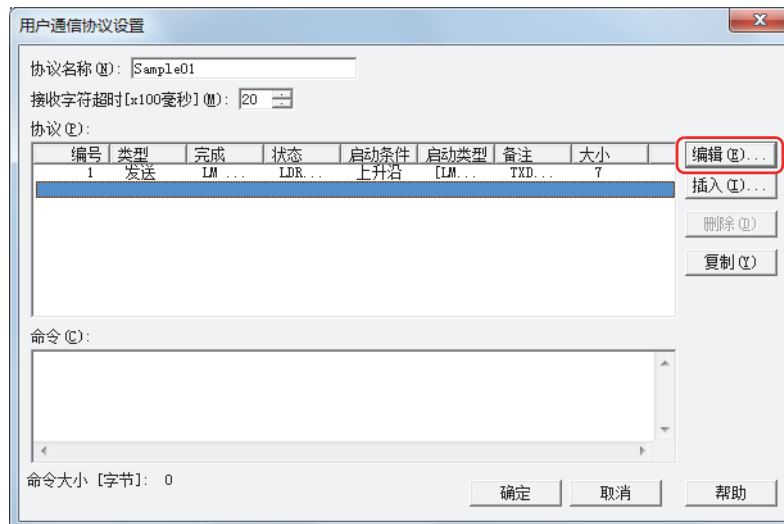 用户通信协议设置
协议名称(N): Sample01
接收字符超时[x100毫秒](M): 20
协议(P):
编号 类型 完成 状态 启动条件 启动类型 备注 大小
1 发送 LM ... LDR... 上升沿 [LM... TXD... 7
编辑(E)...
插入(I)...
删除(D)
复制(Y)
命令(C):
命令大小 [字节]: 0
确定 取消 帮助